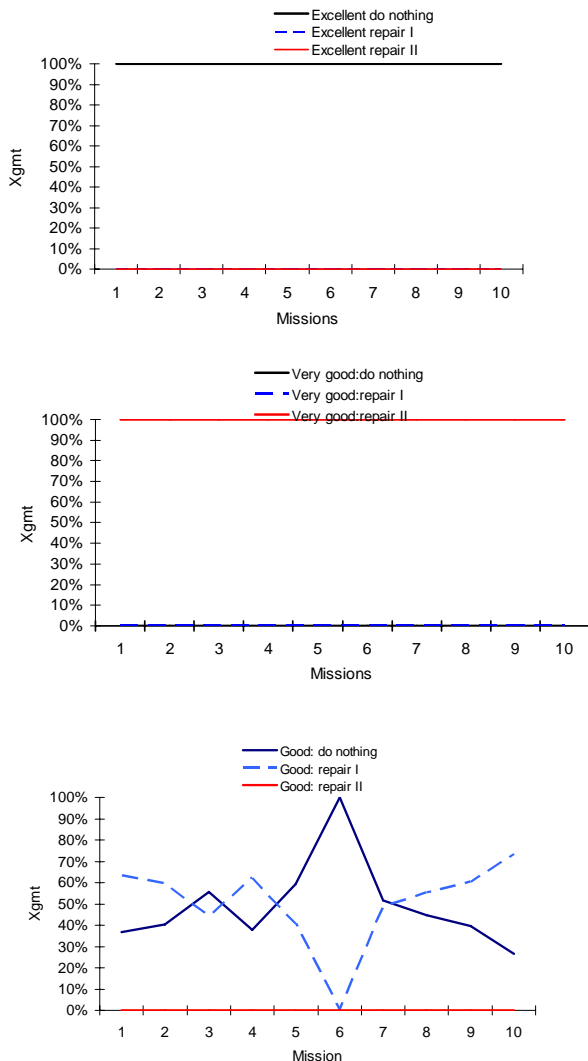 Excellent do nothing
Excellent repair I
Excellent repair II
100%
90%
80%
70%
60%
50%
40%
30%
20%
10%
0%
Xgmt
1 2 3 4 5 6 7 8 9 10
Missions
Very good:do nothing
Very good:repair I
Very good:repair II
100%
90%
80%
70%
60%
50%
40%
30%
20%
10%
0%
Xgmt
1 2 3 4 5 6 7 8 9 10
Missions
Good: do nothing
Good: repair I
Good: repair II
100%
90%
80%
70%
60%
50%
40%
30%
20%
10%
0%
Xgmt
1 2 3 4 5 6 7 8 9 10
Mission